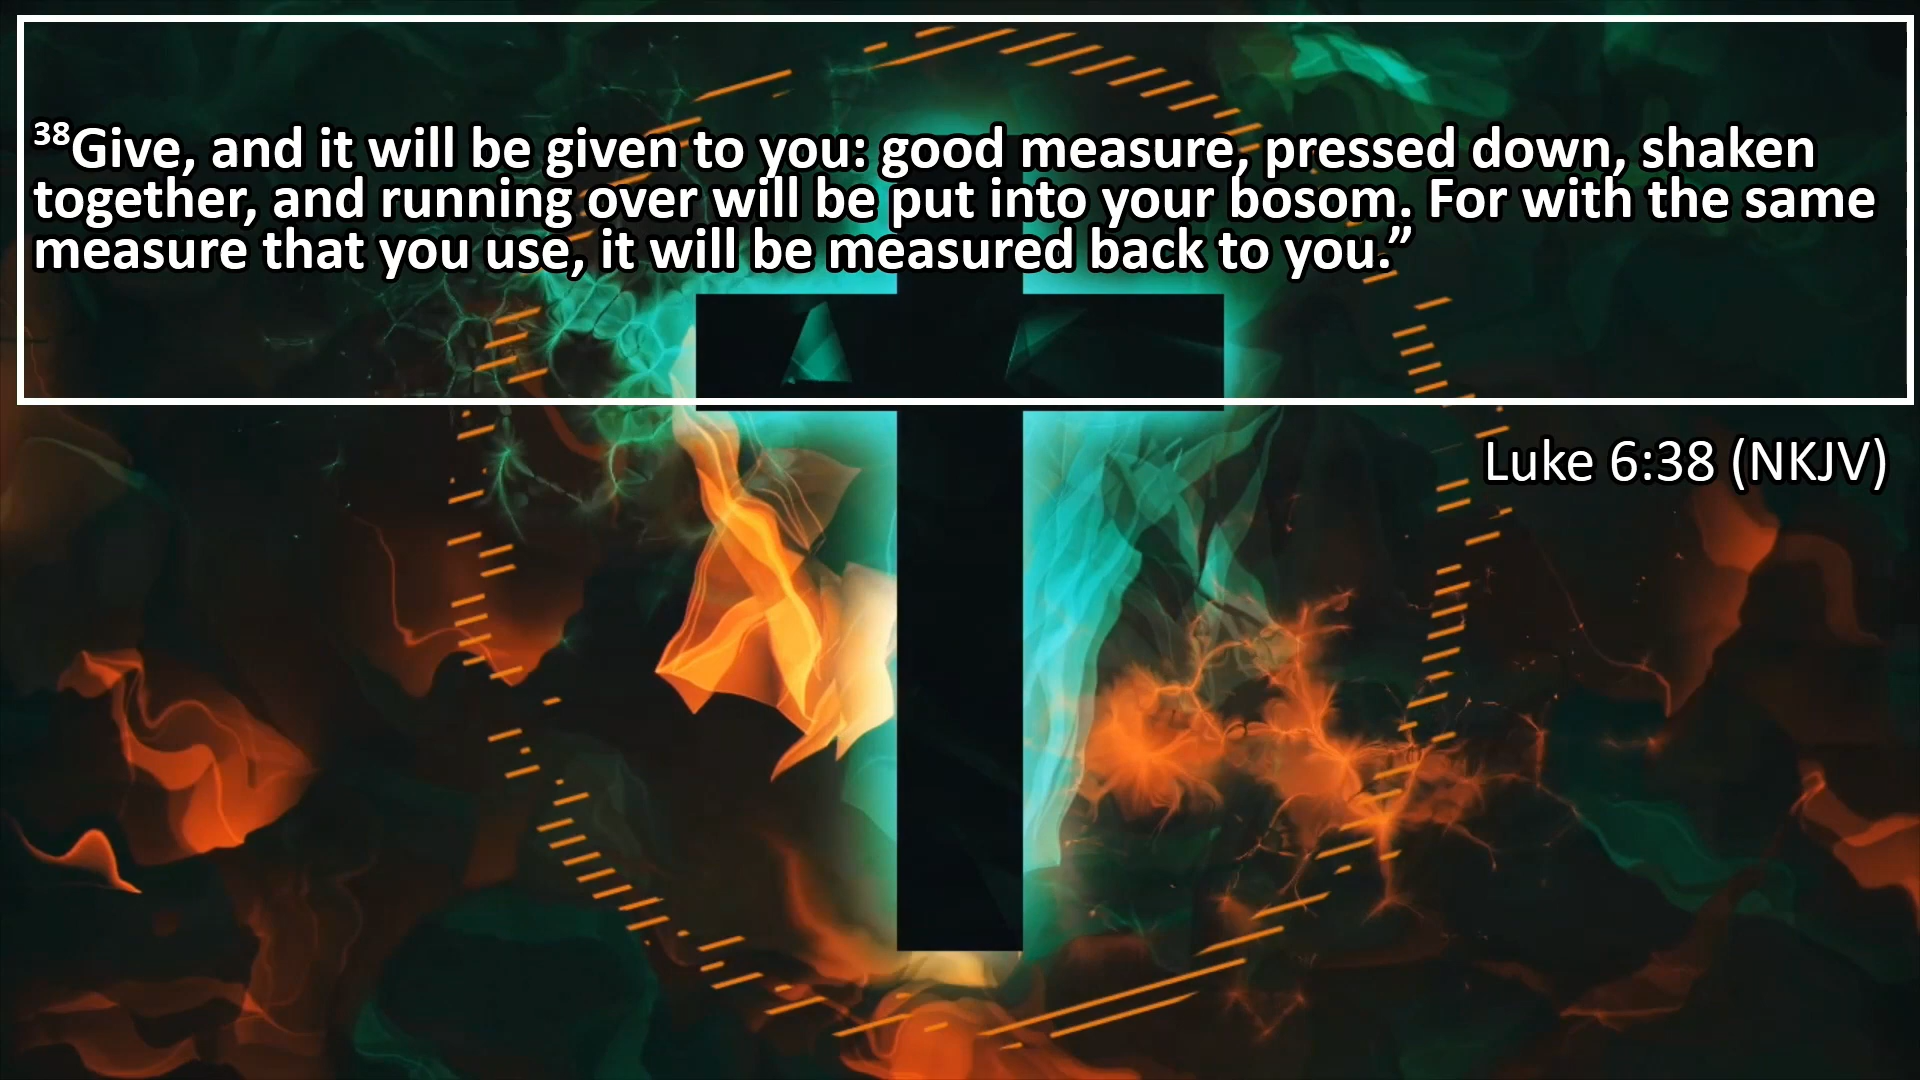 38Give, and it will be given to you: good measure, pressed down, shaken
together, and running over will be put into your bosom. For with the same
measure that you use, it will be measured back to you.”
Luke 6:38 (NKJV)